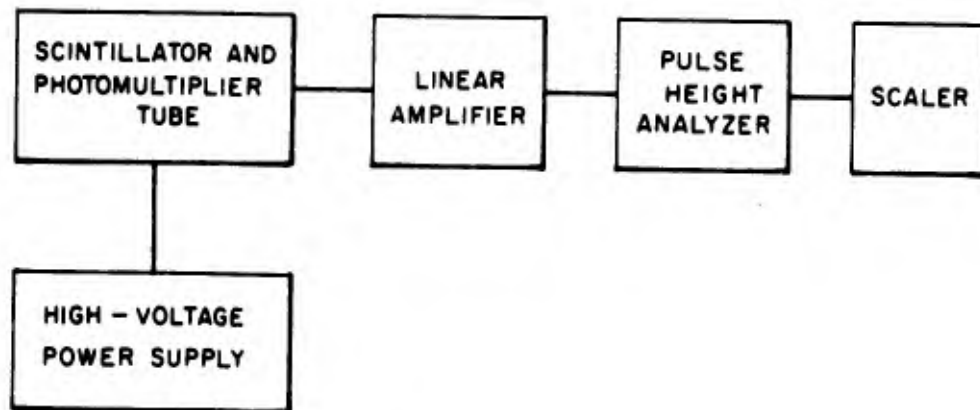 SCINTILLATOR AND
PHOTOMULTIPLIER
TUBE
LINEAR
AMPLIFIER
PULSE
HEIGHT
ANALYZER
SCALER
HIGH - VOLTAGE
POWER SUPPLY